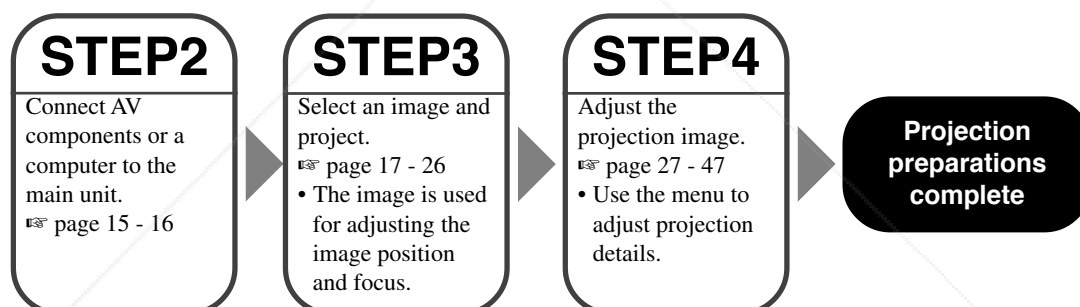 STEP2
Connect AV
components or a
computer to the
main unit.
☞ page 15 - 16
STEP3
Select an image and
project.
☞ page 17 - 26
• The image is used
for adjusting the
image position
and focus.
STEP4
Adjust the
projection image.
☞ page 27 - 47
• Use the menu to
adjust projection
details.
Projection
preparations
complete